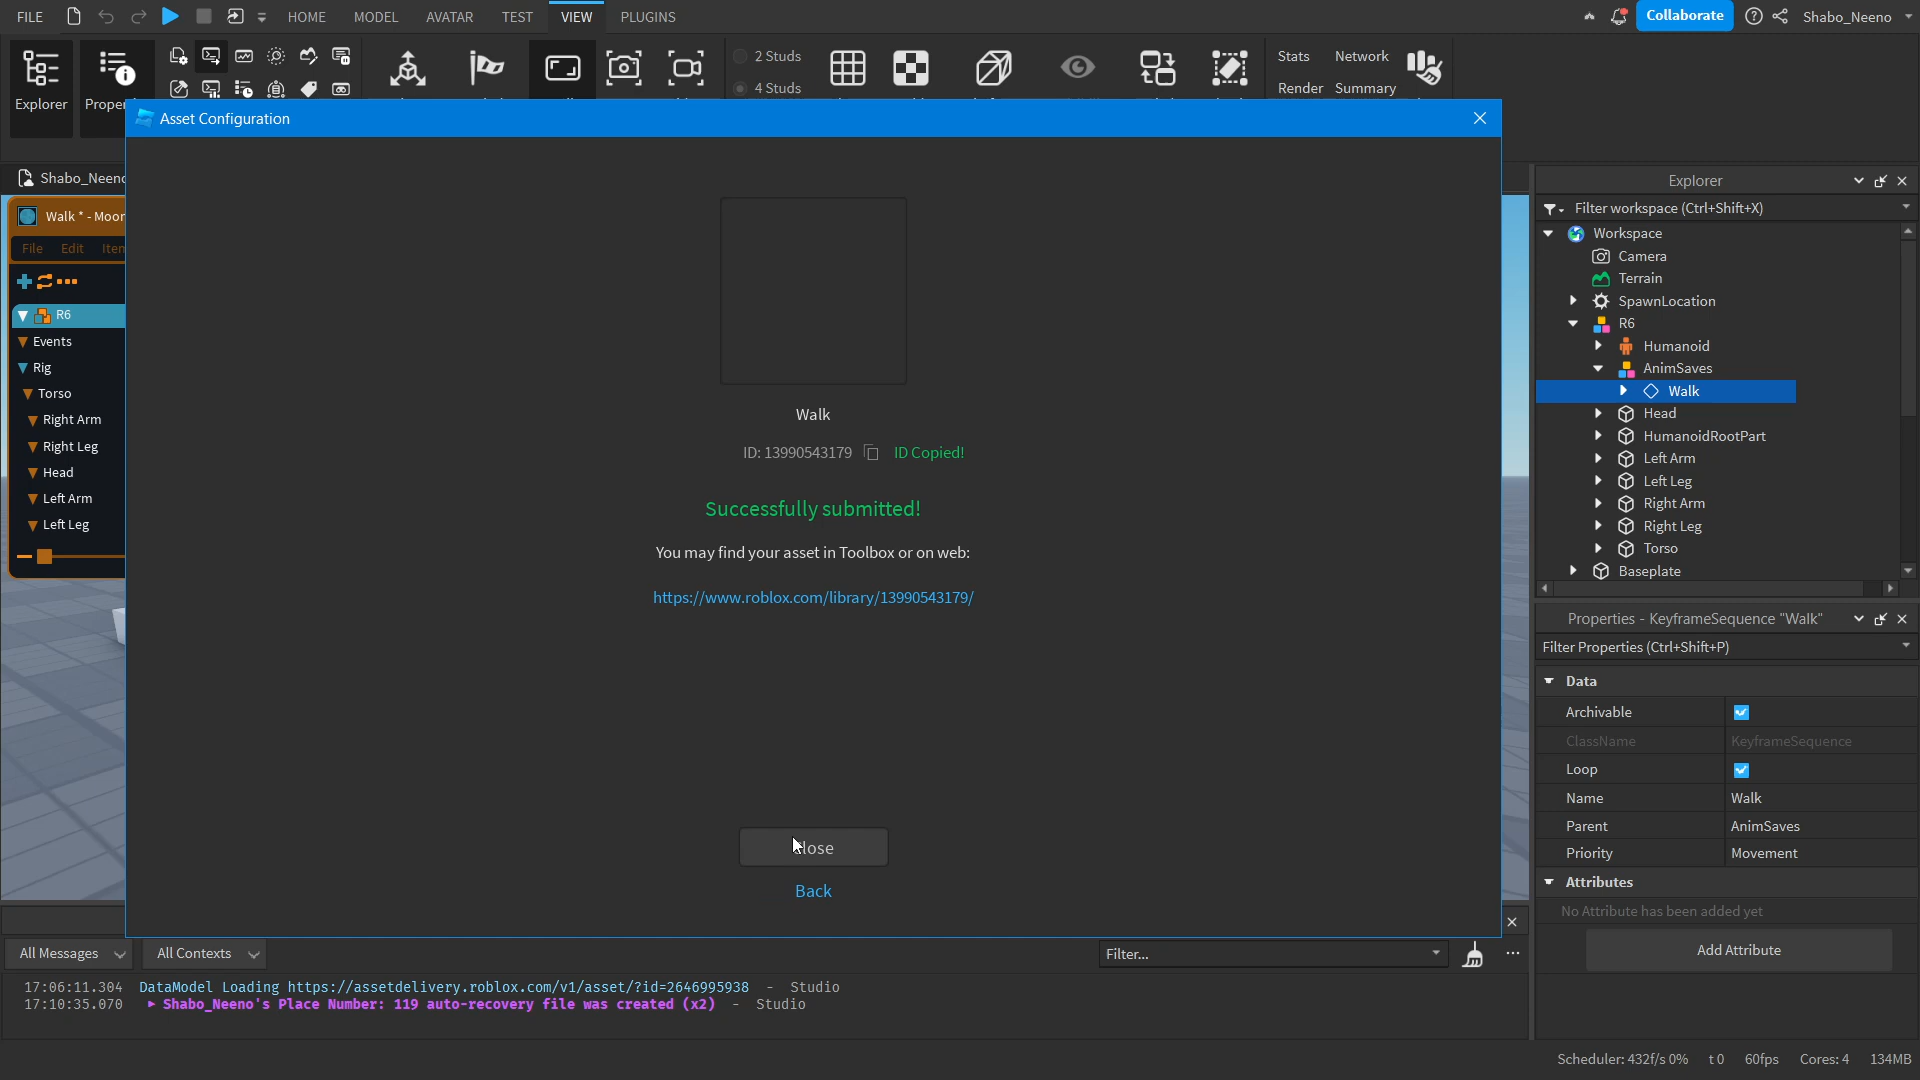 FILE HOME MODEL AVATAR TEST VIEW PLUGINS Collaborate Shabo_Neeno
2 Studs Stats Network
4 Studs Render Summary
Explorer
Asset Configuration
Shabo_Neeno
Explorer
Walk * - Moon
Filter workspace (Ctrl+Shift+X)
File Edit Item
Workspace
Camera
Terrain
SpawnLocation
R6
R6
Events
Humanoid
Rig
AnimSaves
Torso
Walk
Right Arm
Walk
Head
Right Leg
HumanoidRootPart
ID: 13990543179 ID Copied!
Left Arm
Head
Left Leg
Left Arm
Right Arm
Successfully submitted!
Left Leg
Right Leg
You may find your asset in Toolbox or on web:
Torso
Baseplate
https://www.roblox.com/library/13990543179/
Properties - KeyframeSequence "Walk"
Filter Properties (Ctrl+Shift+P)
Data
Archivable
ClassName KeyframeSequence
Loop
Name Walk
Parent AnimSaves
Priority Movement
Back
Attributes
No Attribute has been added yet
Add Attribute
All Messages All Contexts Filter...
17:06:11.304 DataModel Loading https://assetdelivery.roblox.com/v1/asset/?id=2646995938 - Studio
17:10:35.070 Shabo_Neeno's Place Number: 119 auto-recovery file was created (x2) - Studio
Scheduler: 432f/s 0% t 0 60fps Cores: 4 134MB